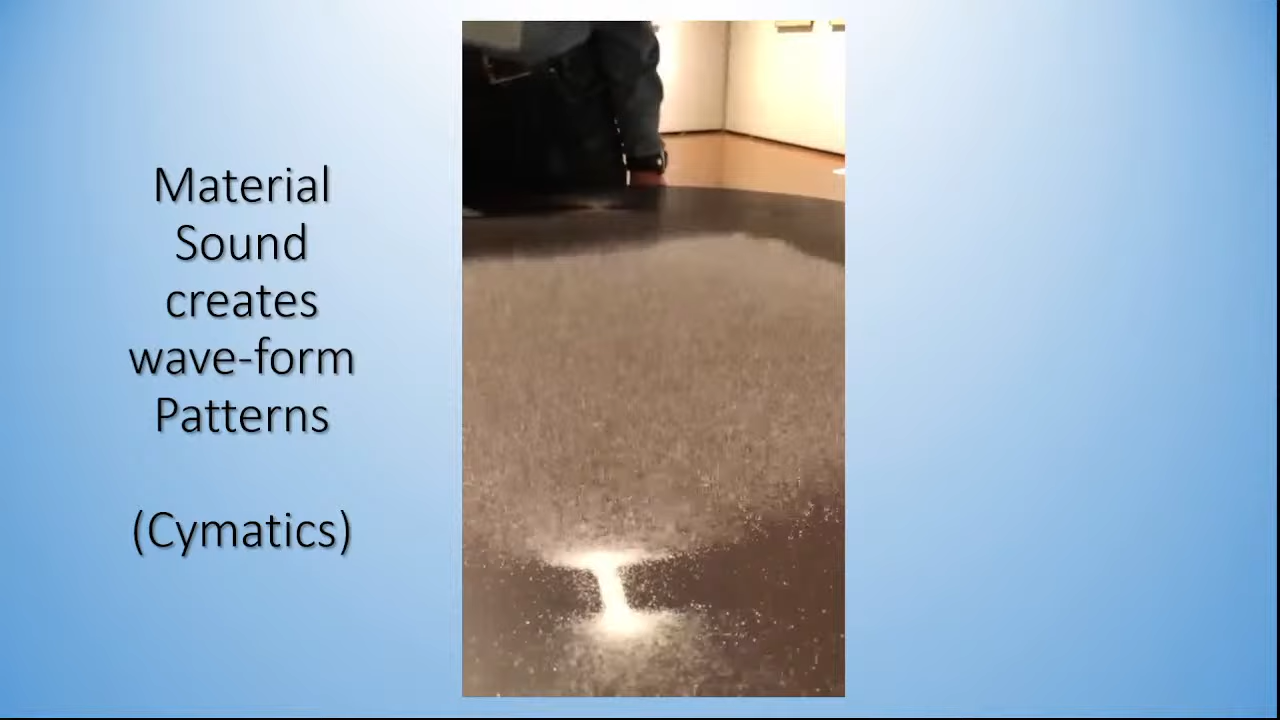 Material
Sound
creates
wave-form
Patterns
(Cymatics)